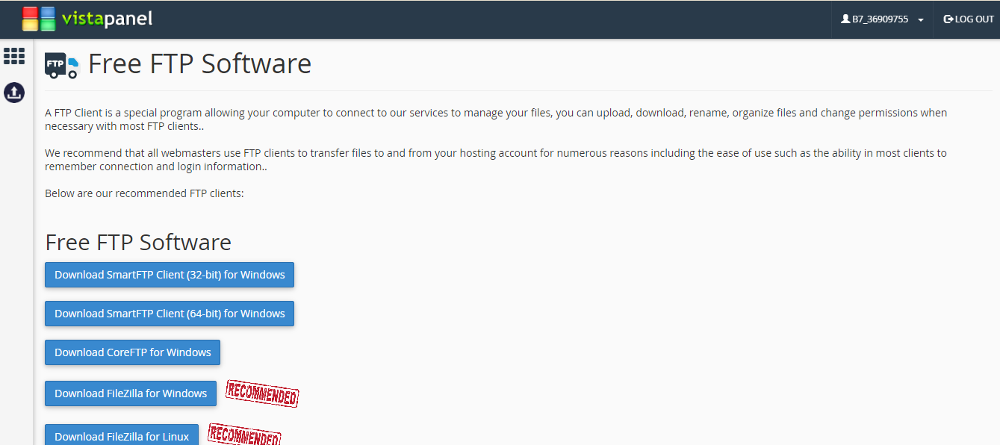 vistapanel
B7_36909755
LOG OUT
FTP
Free FTP Software
A FTP Client is a special program allowing your computer to connect to our services to manage your files, you can upload, download, rename, organize files and change permissions when
necessary with most FTP clients..
We recommend that all webmasters use FTP clients to transfer files to and from your hosting account for numerous reasons including the ease of use such as the ability in most clients to
remember connection and login information..
Below are our recommended FTP clients:
Free FTP Software
Download SmartFTP Client (32-bit) for Windows
Download SmartFTP Client (64-bit) for Windows
Download CoreFTP for Windows
Download FileZilla for Windows
RECOMMENDED
Download FileZilla for Linux
RECOMMENDED